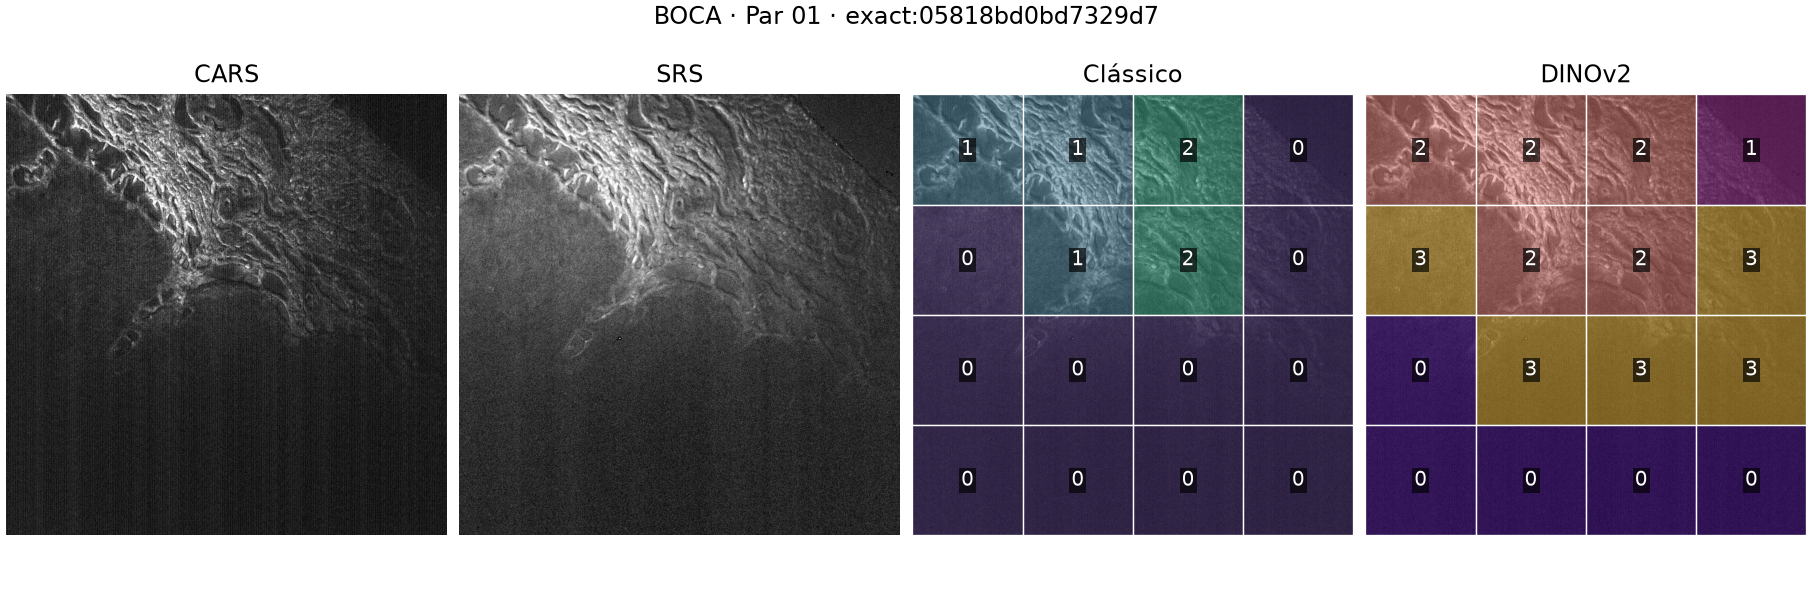 BOCA · Par 01 · exact:05818bd0bd7329d7
CARS SRS Clássico DINOv2
1 1 2 0 2 2 2 1
0 1 2 0 3 2 2 3
0 0 0 0 0 3 3 3
0 0 0 0 0 0 0 0